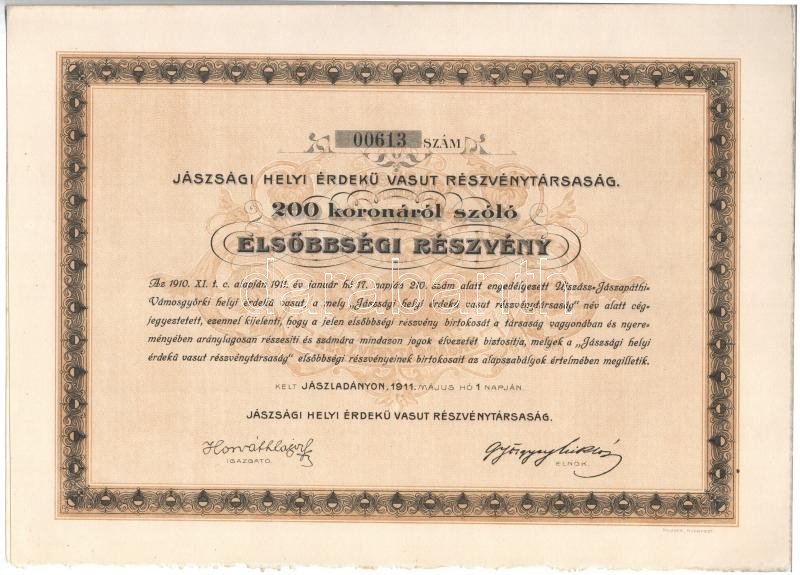 00613 SZÁM
JÁSZSÁGI HELYI ÉRDEKŰ VASUT RÉSZVÉNYTÁRSASÁG.
200 koronáról szóló
ELSŐBBSÉGI RÉSZVÉNY
Az 1910. XI. t. c. alapján 1911. év január hó 17. napján 210. szám alatt engedélyezett Ujszász-Jászapáthi-
Vámosgyörki helyi érdekű vasut, a mely „Jászsági helyi érdekű vasut részvénytársaság" név alatt cég-
jegyeztetett, ezennel kijelenti, hogy a jelen elsőbbségi részvény birtokosát a társaság vagyonában és nyere-
ményében aránylagosan részesíti és számára mindazon jogok élvezetét biztosítja, melyek a „Jászsági helyi
érdekű vasut részvénytársaság" elsőbbségi részvényeinek birtokosait az alapszabályok értelmében megilletik.
KELT JÁSZLADÁNYON, 1911. MÁJUS HÓ 1 NAPJÁN.
JÁSZSÁGI HELYI ÉRDEKŰ VASUT RÉSZVÉNYTÁRSASÁG.
IGAZGATÓ.
ELNÖK.
darabanth.com